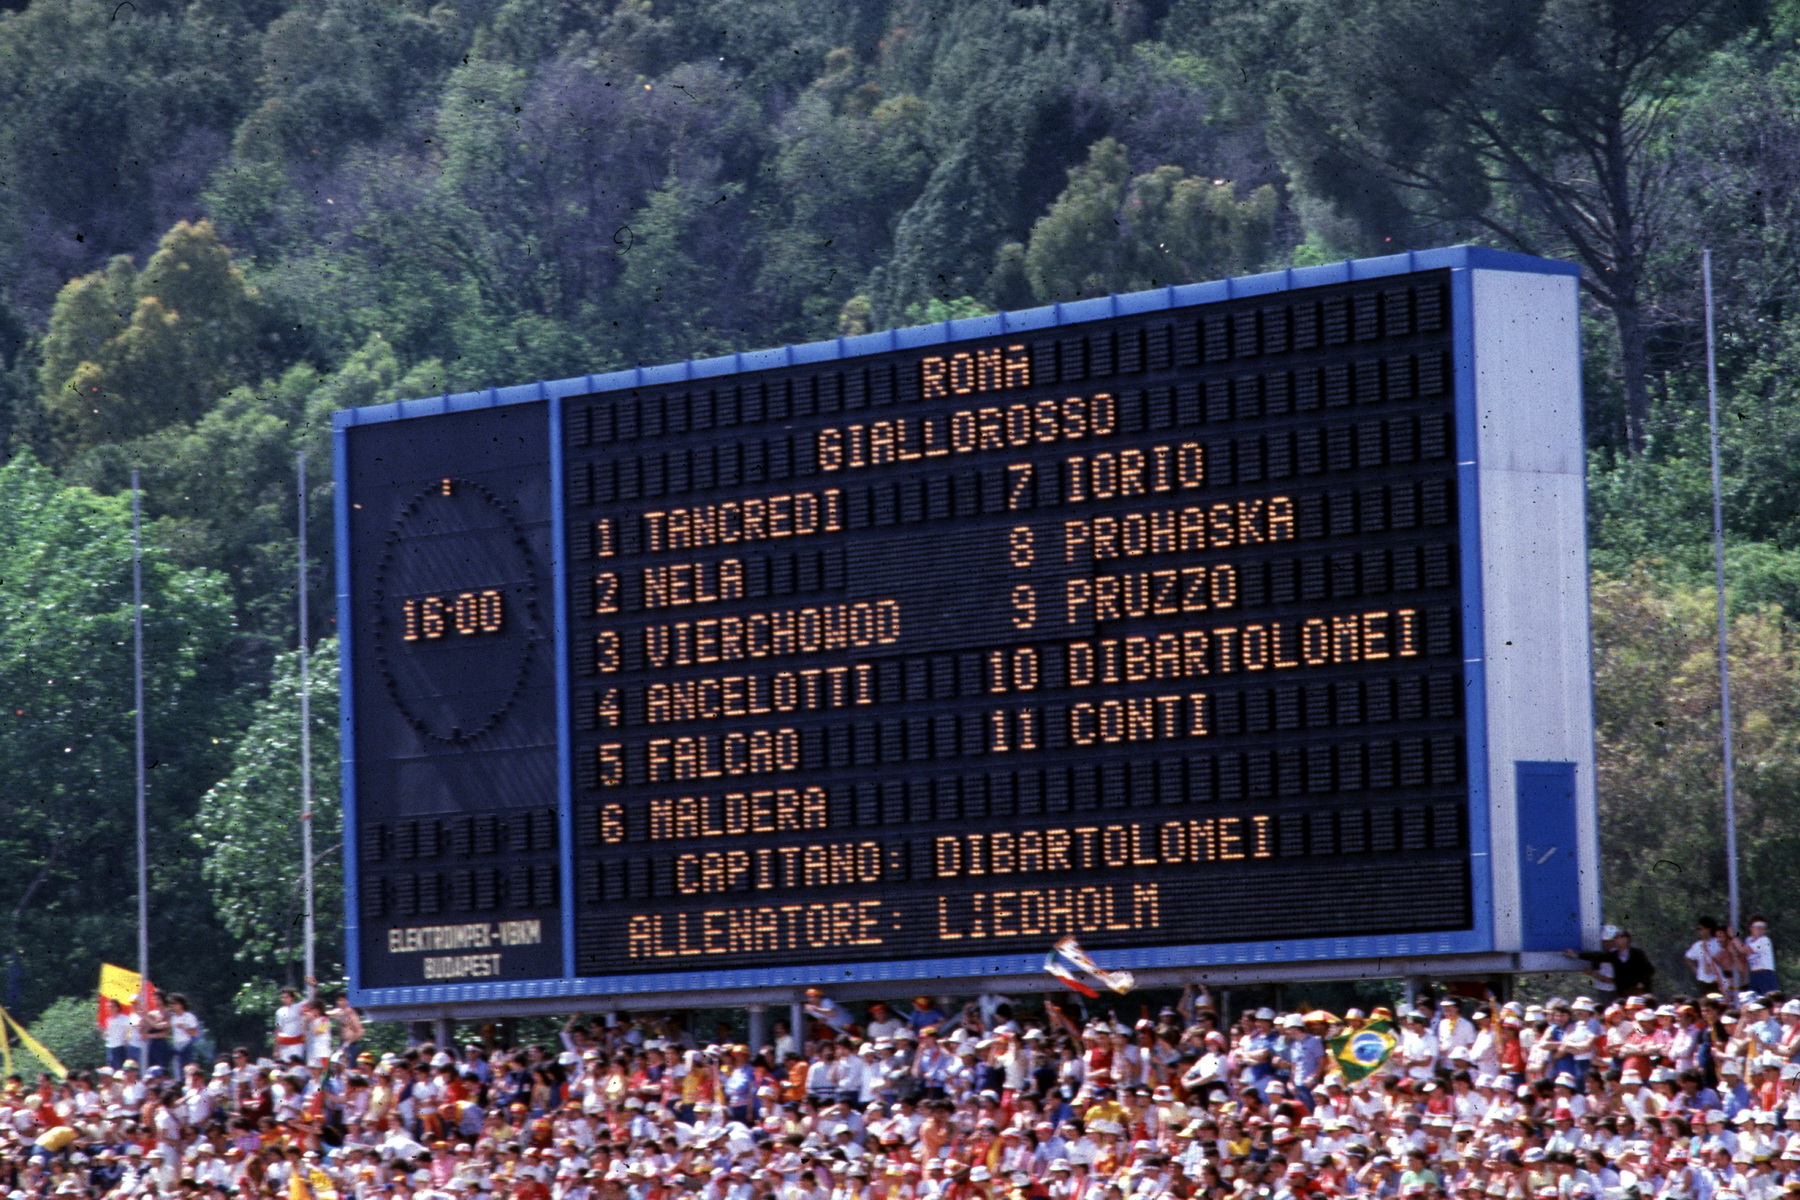 ROMA
GIALLOROSSO
1 TANCREDI 7 IORIO
2 NELA 8 PROHASKA
3 VIERCHOWOD 9 PRUZZO
4 ANCELOTTI 10 DIBARTOLOMEI
5 FALCAO 11 CONTI
6 MALDERA
CAPITANO: DIBARTOLOMEI
ALLENATORE: LIEDHOLM
16:00
ELEKTROIMPEX-VBKM
BUDAPEST